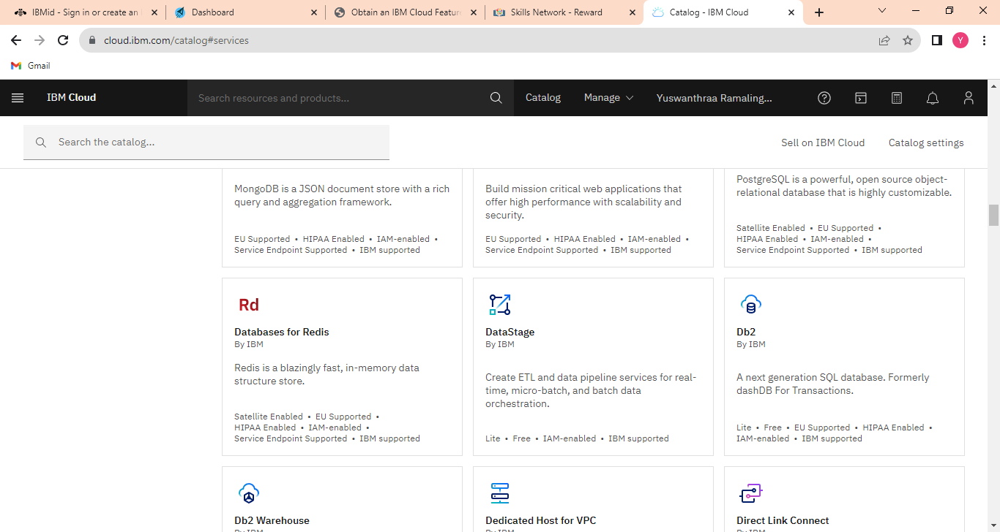 IBMid - Sign in or create an
Dashboard
Obtain an IBM Cloud Featur
Skills Network - Reward
Catalog - IBM Cloud
cloud.ibm.com/catalog#services
Y
Gmail
IBM Cloud
Search resources and products...
Catalog
Manage
Yuswanthraa Ramaling...
Search the catalog...
Sell on IBM Cloud
Catalog settings
MongoDB is a JSON document store with a rich
query and aggregation framework.
EU Supported • HIPAA Enabled • IAM-enabled •
Service Endpoint Supported • IBM supported
Build mission critical web applications that
offer high performance with scalability and
security.
EU Supported • HIPAA Enabled • IAM-enabled •
Service Endpoint Supported • IBM supported
PostgreSQL is a powerful, open source object-
relational database that is highly customizable.
Satellite Enabled • EU Supported •
HIPAA Enabled • IAM-enabled •
Service Endpoint Supported • IBM supported
Rd
Databases for Redis
By IBM
Redis is a blazingly fast, in-memory data
structure store.
Satellite Enabled • EU Supported •
HIPAA Enabled • IAM-enabled •
Service Endpoint Supported • IBM supported
DataStage
By IBM
Create ETL and data pipeline services for real-
time, micro-batch, and batch data
orchestration.
Lite • Free • IAM-enabled • IBM supported
Db2
By IBM
A next generation SQL database. Formerly
dashDB For Transactions.
Lite • Free • EU Supported • HIPAA Enabled •
IAM-enabled • IBM supported
Db2 Warehouse
By IBM
Dedicated Host for VPC
By IBM
Direct Link Connect
By IBM